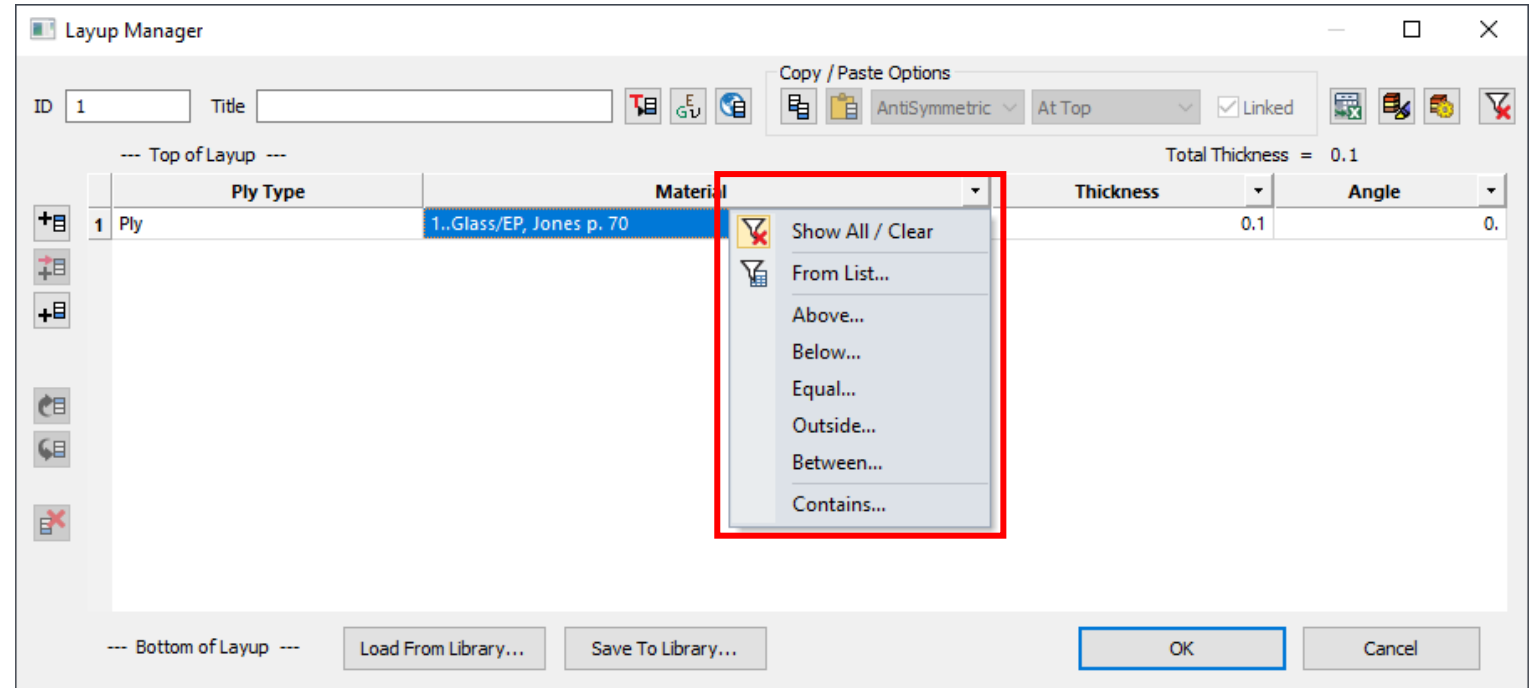 Layup Manager
Copy / Paste Options
ID 1 Title AntiSymmetric At Top Linked
--- Top of Layup --- Total Thickness = 0.1
Ply Type Material Thickness Angle
1 Ply 1..Glass/EP, Jones p. 70 0.1 0.
Show All / Clear
From List...
Above...
Below...
Equal...
Outside...
Between...
Contains...
--- Bottom of Layup --- Load From Library... Save To Library... OK Cancel